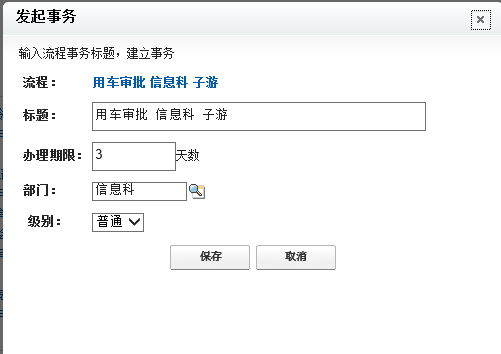 发起事务
输入流程事务标题，建立事务
流程： 用车审批 信息科 子游
标题： 用车审批 信息科 子游
办理期限： 3 天数
部门： 信息科
级别： 普通
保存 取消